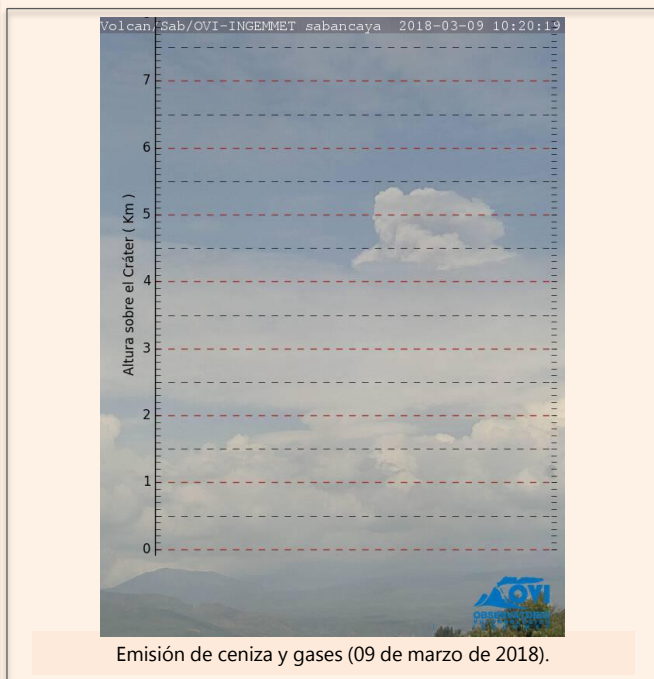 Volcan/Sab/OVI-INGEMMET sabancaya 2018-03-09 10:20:19
7
6
5
4
3
2
1
0
Altura sobre el Cráter ( Km )
OVI
Emisión de ceniza y gases (09 de marzo de 2018).